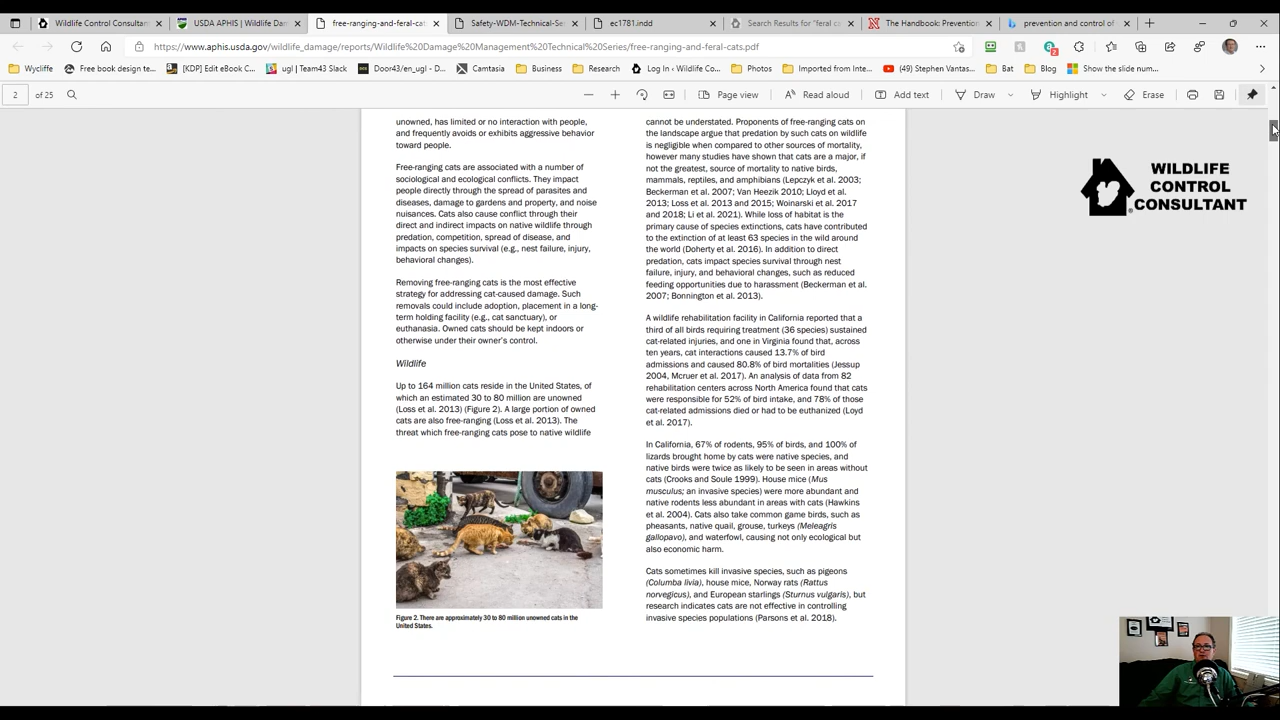 Wildlife Control Consultant
USDA APHIS | Wildlife Dam
free-ranging-and-feral-cats
Safety-WDM-Technical-Se
ec1781.indd
Search Results for "feral c
The Handbook: Prevention
prevention and control of
https://www.aphis.usda.gov/wildlife_damage/reports/Wildlife%20Damage%20Management%20Technical%20Series/free-ranging-and-feral-cats.pdf
Wycliffe
Free book design te...
[KDP] Edit eBook C...
ugl | Team43 Slack
Door43/en_ugl - D...
Camtasia
Business
Research
Log In ‹ Wildlife Co...
Photos
Imported from Inte...
(49) Stephen Vantas...
Bat
Blog
Show the slide num...
2 of 25
Page view
Read aloud
Add text
Draw
Highlight
Erase
unowned, has limited or no interaction with people,
and frequently avoids or exhibits aggressive behavior
toward people.
Free-ranging cats are associated with a number of
sociological and ecological conflicts. They impact
people directly through the spread of parasites and
diseases, damage to gardens and property, and noise
nuisances. Cats also cause conflict through their
direct and indirect impacts on native wildlife through
predation, competition, spread of disease, and
impacts on species survival (e.g., nest failure, injury,
behavioral changes).
Removing free-ranging cats is the most effective
strategy for addressing cat-caused damage. Such
removals could include adoption, placement in a long-
term holding facility (e.g., cat sanctuary), or
euthanasia. Owned cats should be kept indoors or
otherwise under their owner's control.
Wildlife
Up to 164 million cats reside in the United States, of
which an estimated 30 to 80 million are unowned
(Loss et al. 2013) (Figure 2). A large portion of owned
cats are also free-ranging (Loss et al. 2013). The
threat which free-ranging cats pose to native wildlife
Figure 2. There are approximately 30 to 80 million unowned cats in the
United States.
cannot be understated. Proponents of free-ranging cats on
the landscape argue that predation by such cats on wildlife
is negligible when compared to other sources of mortality,
however many studies have shown that cats are a major, if
not the greatest, source of mortality to native birds,
mammals, reptiles, and amphibians (Lepczyk et al. 2003;
Beckerman et al. 2007; Van Heezik 2010; Lloyd et al.
2013; Loss et al. 2013 and 2015; Woinarski et al. 2017
and 2018; Li et al. 2021). While loss of habitat is the
primary cause of species extinctions, cats have contributed
to the extinction of at least 63 species in the wild around
the world (Doherty et al. 2016). In addition to direct
predation, cats impact species survival through nest
failure, injury, and behavioral changes, such as reduced
feeding opportunities due to harassment (Beckerman et al.
2007; Bonnington et al. 2013).
A wildlife rehabilitation facility in California reported that a
third of all birds requiring treatment (36 species) sustained
cat-related injuries, and one in Virginia found that, across
ten years, cat interactions caused 13.7% of bird
admissions and caused 80.8% of bird mortalities (Jessup
2004, Mcruer et al. 2017). An analysis of data from 82
rehabilitation centers across North America found that cats
were responsible for 52% of bird intake, and 78% of those
cat-related admissions died or had to be euthanized (Loyd
et al. 2017).
In California, 67% of rodents, 95% of birds, and 100% of
lizards brought home by cats were native species, and
native birds were twice as likely to be seen in areas without
cats (Crooks and Soule 1999). House mice (Mus
musculus; an invasive species) were more abundant and
native rodents less abundant in areas with cats (Hawkins
et al. 2004). Cats also take common game birds, such as
pheasants, native quail, grouse, turkeys (Meleagris
gallopavo), and waterfowl, causing not only ecological but
also economic harm.
Cats sometimes kill invasive species, such as pigeons
(Columba livia), house mice, Norway rats (Rattus
norvegicus), and European starlings (Sturnus vulgaris), but
research indicates cats are not effective in controlling
invasive species populations (Parsons et al. 2018).
WILDLIFE
CONTROL
CONSULTANT